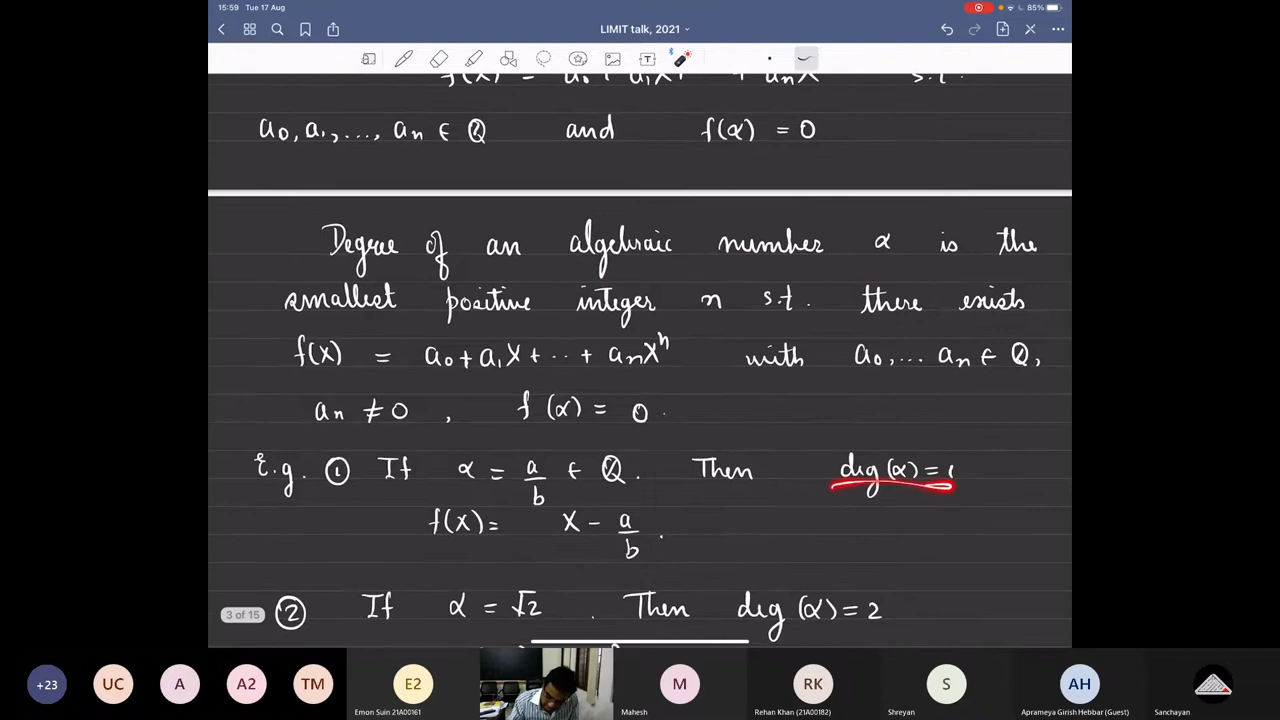 15:59 Tue 17 Aug
85%
LIMIT talk, 2021
f(x) = a0 + a1x + anx s.t.
a0, a1, ..., an ∈ Q and f(α) = 0
Degree of an algebraic number α is the
smallest positive integer n s.t. there exists
f(x) = a0 + a1x + ... + anx^n with a0, ... an ∈ Q,
an ≠ 0 , f(α) = 0.
E.g. ① If α = a/b ∈ Q. Then deg(α) = 1
f(x) = x - a/b.
② If α = √2 . Then deg(α) = 2
3 of 15
+23
UC
A
A2
TM
E2
Emon Suin 21A00161
M
Mahesh
RK
Rehan Khan (21A00182)
S
Shreyan
AH
Aprameya Girish Hebbar (Guest)
Sanchayan